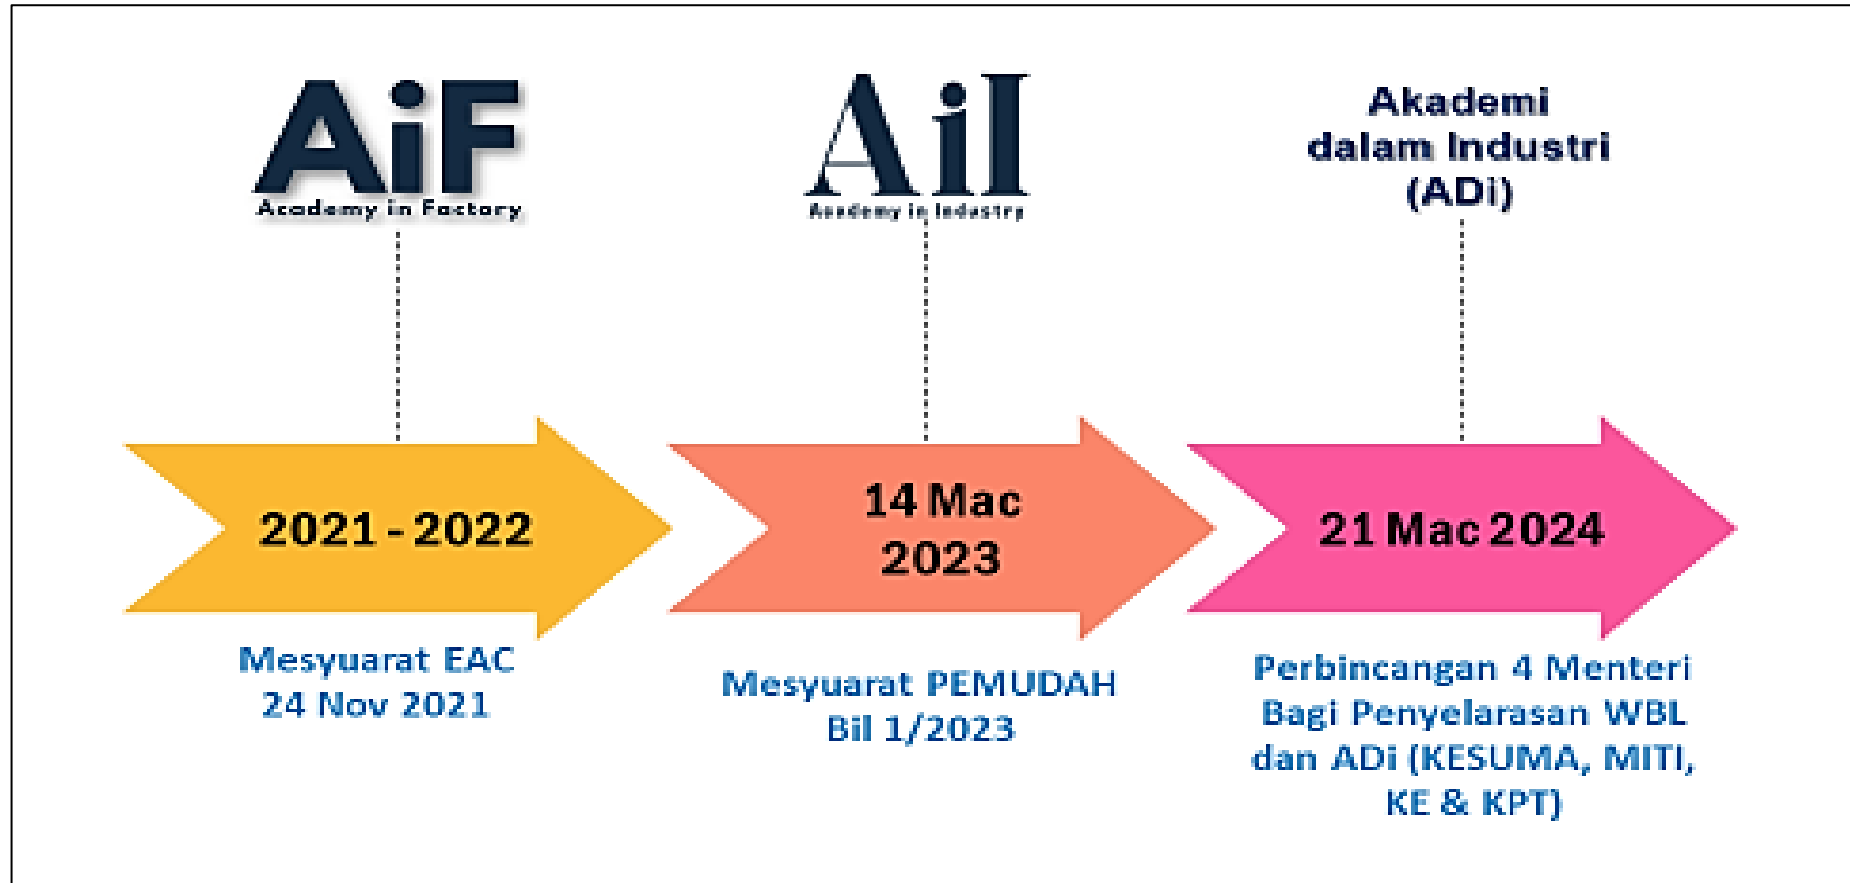 AiF
Academy in Factory
AiI
Academy in Industry
Akademi
dalam Industri
(ADi)
2021 - 2022
14 Mac
2023
21 Mac 2024
Mesyuarat EAC
24 Nov 2021
Mesyuarat PEMUDAH
Bil 1/2023
Perbincangan 4 Menteri
Bagi Penyelarasan WBL
dan ADi (KESUMA, MITI,
KE & KPT)